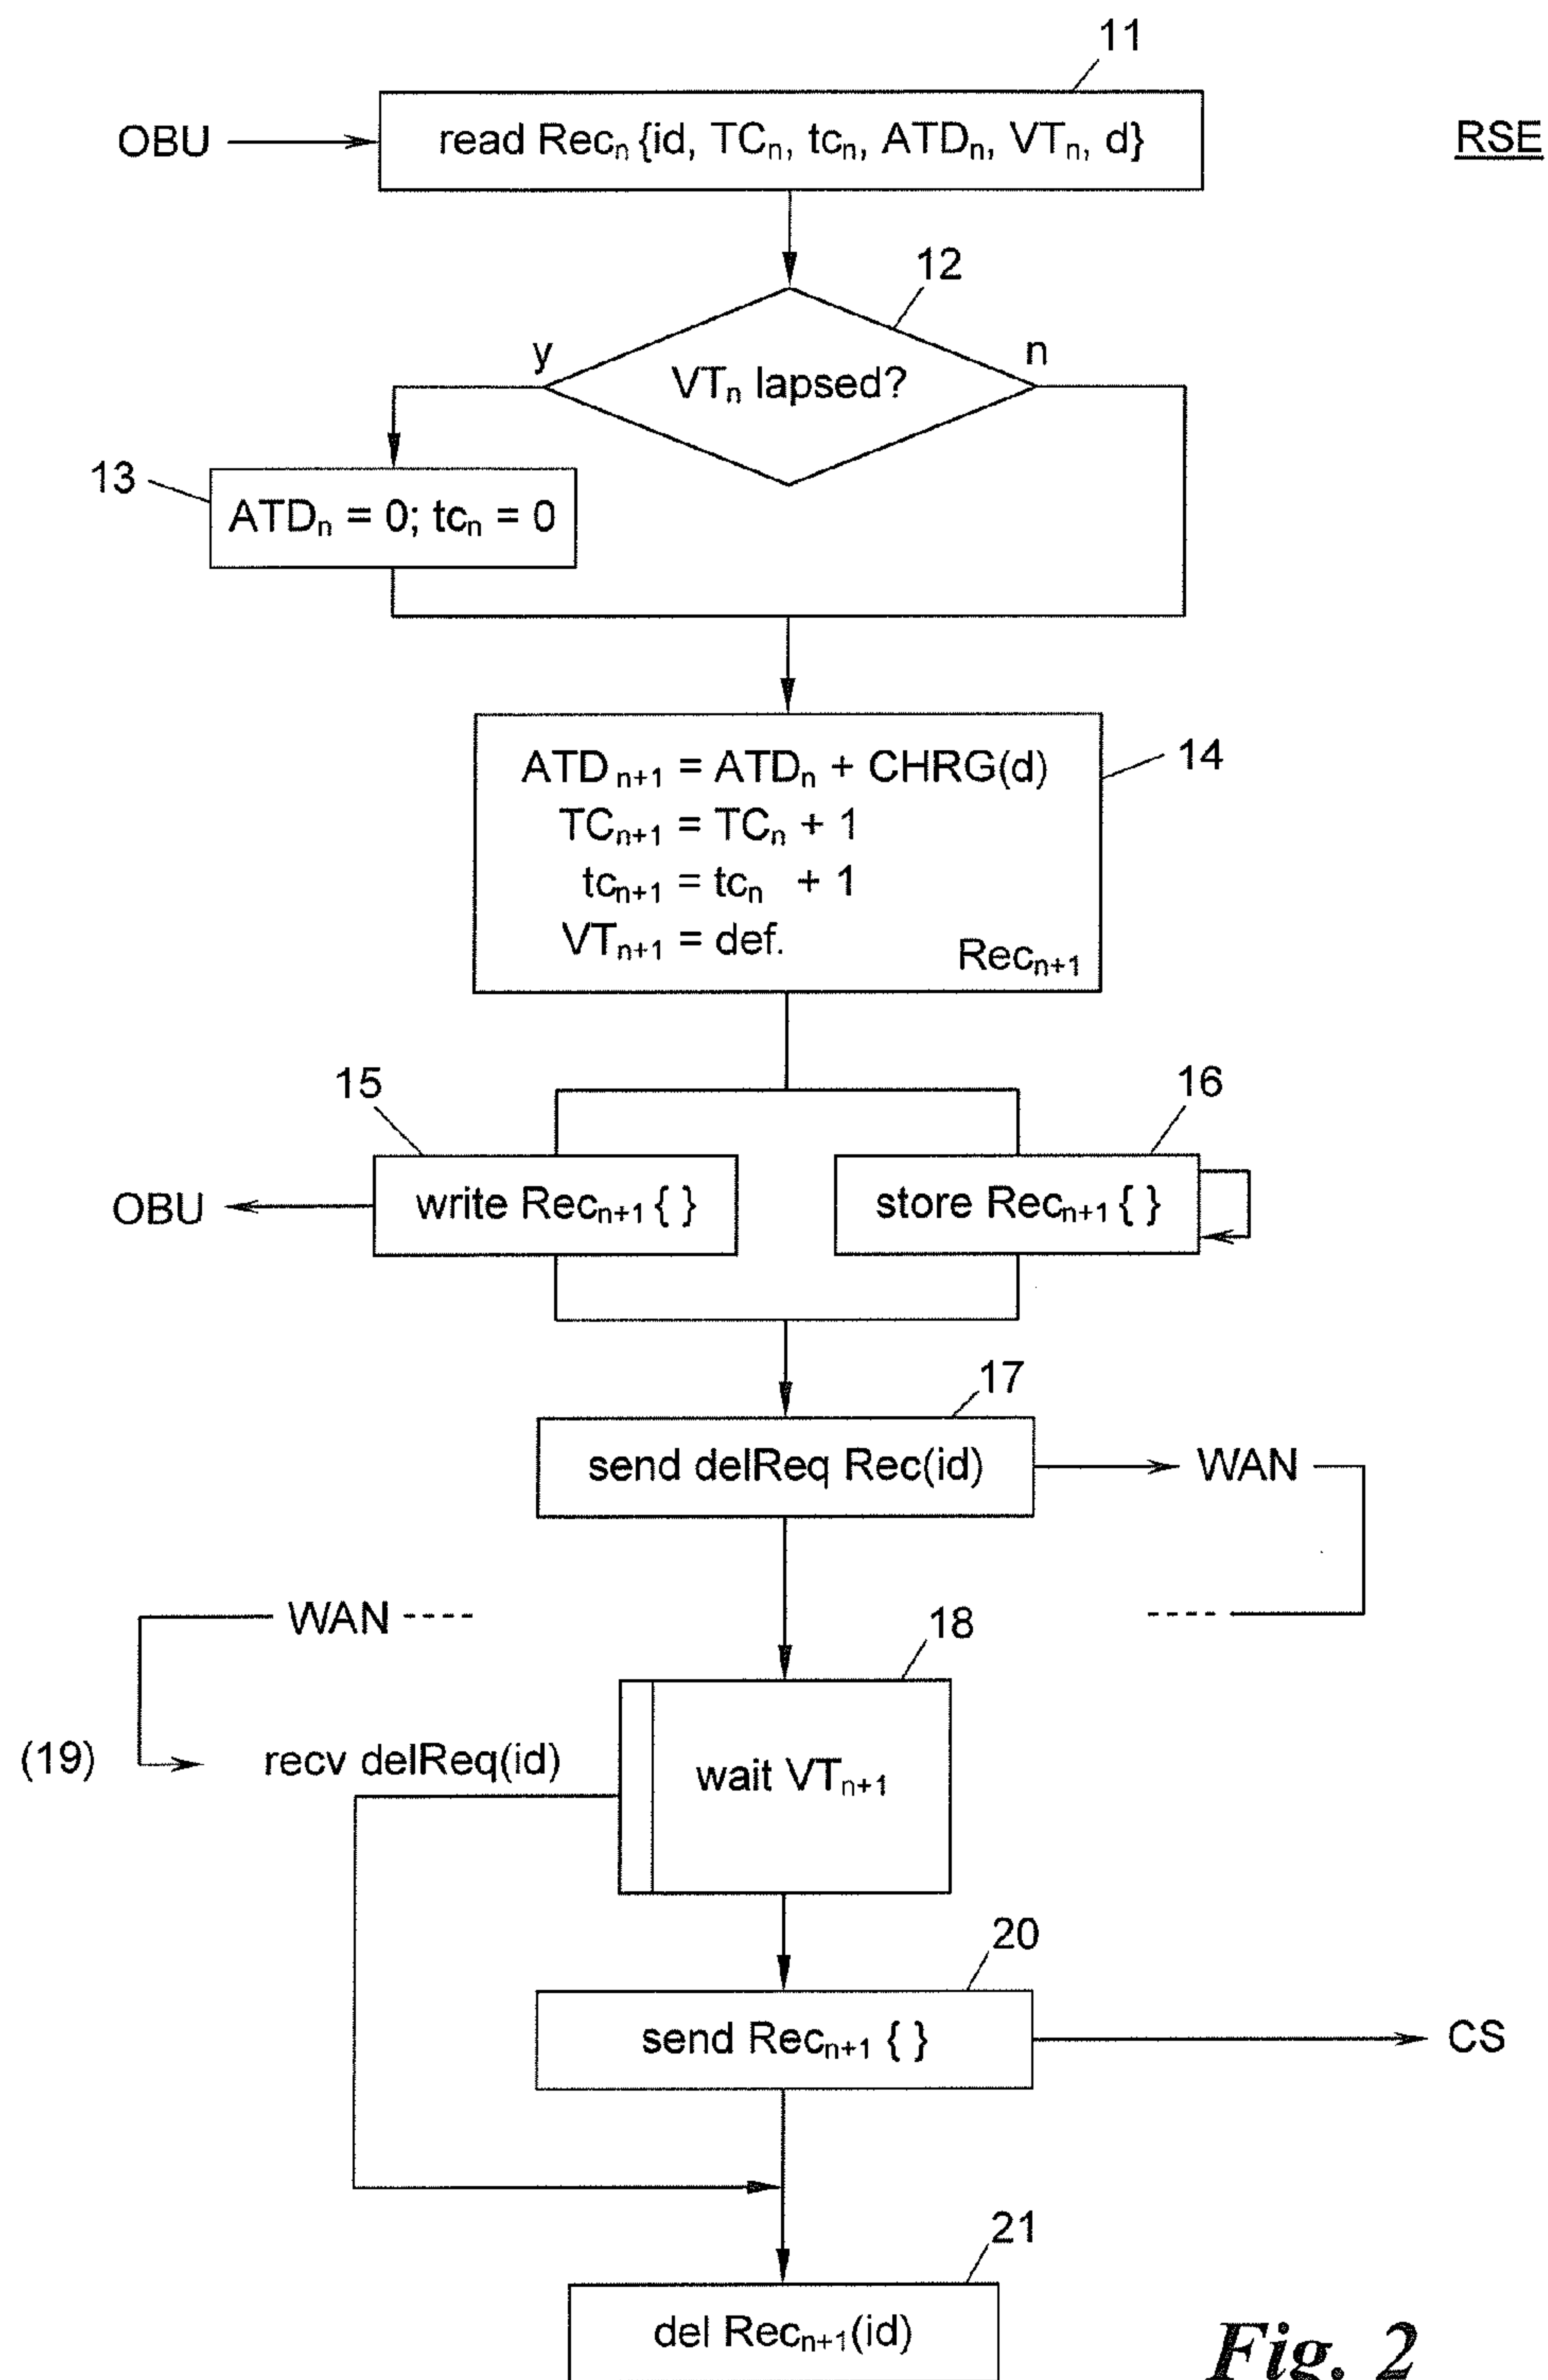 11
OBU
read Recn {id, TCn, tcn, ATDn, VTn, d}
RSE
12
y
n
VTn lapsed?
13
ATDn = 0; tcn = 0
ATD n+1 = ATDn + CHRG(d)
14
TCn+1 = TCn + 1
tcn+1 = tcn + 1
VTn+1 = def.
Recn+1
15
16
OBU
write Recn+1 { }
store Recn+1 { }
17
send delReq Rec(id)
WAN
WAN
18
(19)
recv delReq(id)
wait VTn+1
20
send Recn+1 { }
CS
21
del Recn+1(id)
Fig. 2